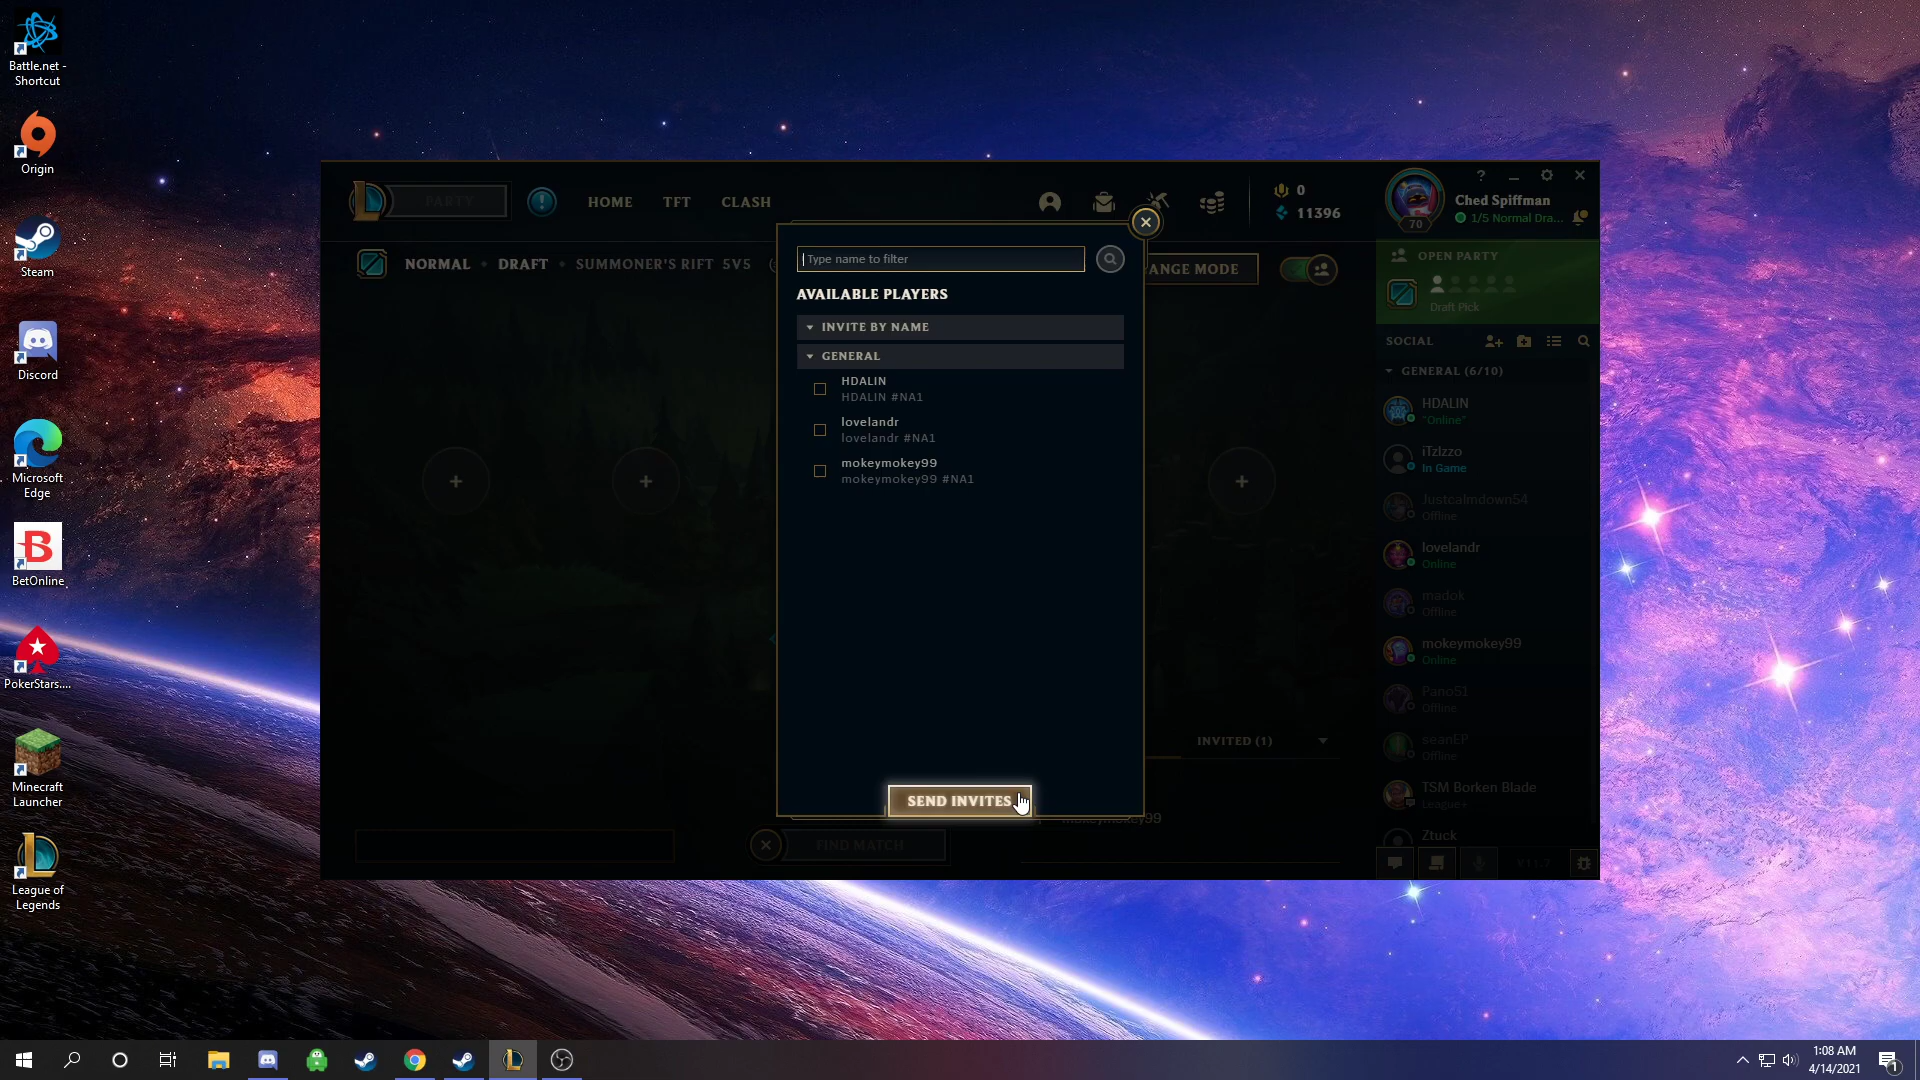 Battle.net -
Shortcut
Origin
Steam
Discord
Microsoft
Edge
BetOnline
PokerStars....
Minecraft
Launcher
League of
Legends
PARTY
HOME
TFT
CLASH
0
11396
?
70
Ched Spiffman
1/5 Normal Dra...
NORMAL • DRAFT • SUMMONER'S RIFT 5V5
ANGE MODE
Type name to filter
AVAILABLE PLAYERS
INVITE BY NAME
GENERAL
HDALIN
HDALIN #NA1
lovelandr
lovelandr #NA1
mokeymokey99
mokeymokey99 #NA1
SEND INVITES
INVITED (1)
mokeymokey99
FIND MATCH
OPEN PARTY
Draft Pick
SOCIAL
GENERAL (6/10)
HDALIN
"Online"
iTzIzzo
In Game
Justcalmdown54
Offline
lovelandr
Online
madok
Offline
mokeymokey99
Online
PanoS1
Offline
seanEP
Offline
TSM Borken Blade
League+
Ztuck
V11.7
1:08 AM
4/14/2021
1